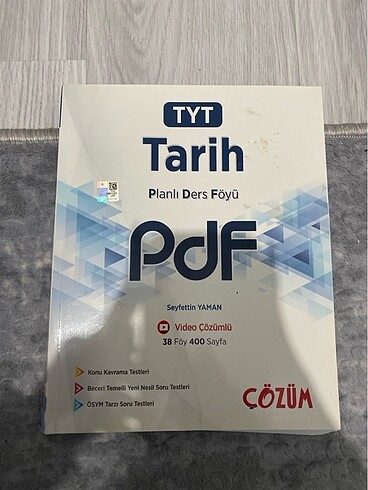 TYT
Tarih
Planlı Ders Föyü
PdF
Seyfettin YAMAN
Video Çözümlü
38 Föy 400 Sayfa
Konu Kavrama Testleri
Beceri Temelli Yeni Nesil Soru Testleri
ÖSYM Tarzı Soru Testleri
ÇÖZÜM